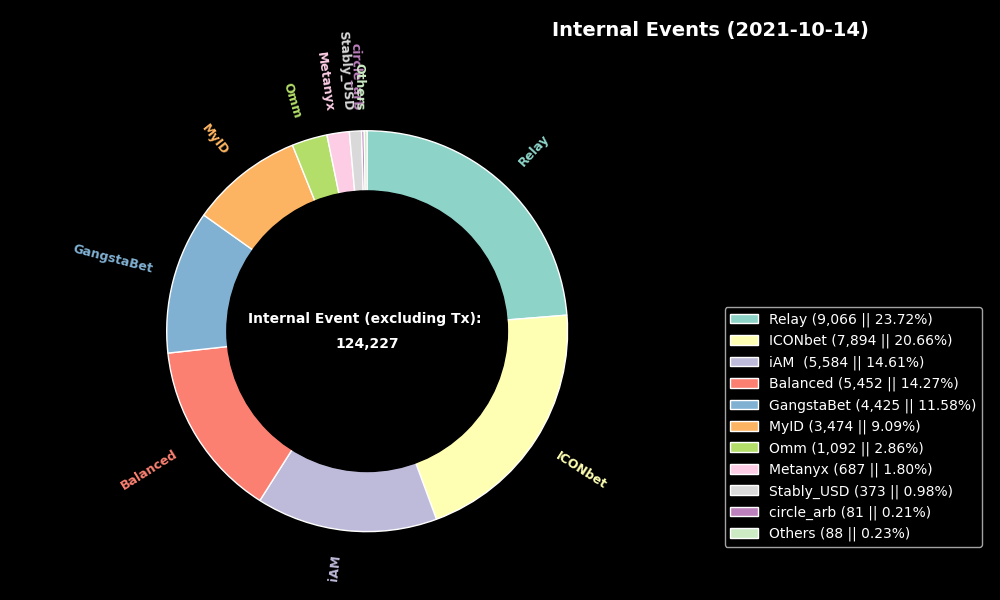 Internal Events (2021-10-14)
Others
circle_arb
Stably_USD
Metanyx
Omm
MyID
Relay
GangstaBet
Internal Event (excluding Tx):
124,227
Balanced
ICONbet
iAM
Relay (9,066 || 23.72%)
ICONbet (7,894 || 20.66%)
iAM  (5,584 || 14.61%)
Balanced (5,452 || 14.27%)
GangstaBet (4,425 || 11.58%)
MyID (3,474 || 9.09%)
Omm (1,092 || 2.86%)
Metanyx (687 || 1.80%)
Stably_USD (373 || 0.98%)
circle_arb (81 || 0.21%)
Others (88 || 0.23%)